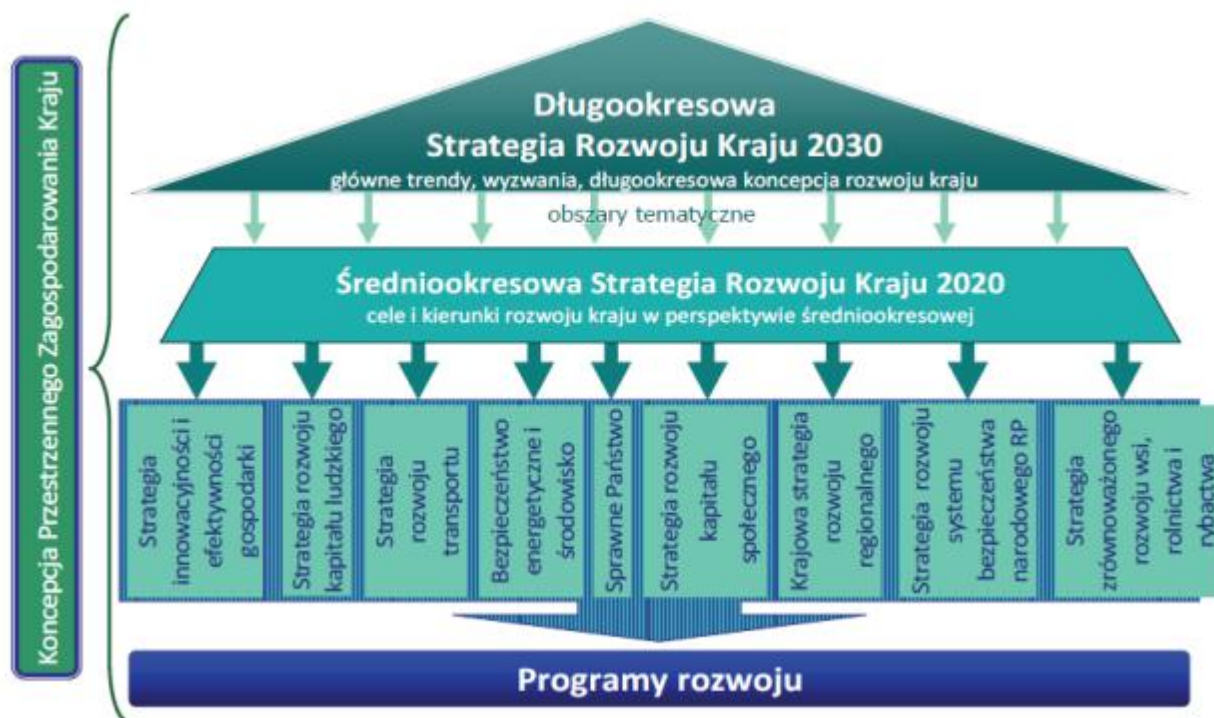 Koncepcja Przestrzennego Zagospodarowania Kraju
Długookresowa
Strategia Rozwoju Kraju 2030
główne trendy, wyzwania, długookresowa koncepcja rozwoju kraju
obszary tematyczne
Średniookresowa Strategia Rozwoju Kraju 2020
cele i kierunki rozwoju kraju w perspektywie średniookresowej
Strategia
innowacyjności i
efektywności
gospodarki
Strategia rozwoju
kapitału ludzkiego
Strategia
rozwoju
transportu
Bezpieczeństwo
energetyczne i
środowisko
Sprawne Państwo
Strategia rozwoju
kapitału
społecznego
Krajowa strategia
rozwoju
regionalnego
Strategia rozwoju
systemu
bezpieczeństwa
narodowego RP
Strategia
zrównoważonego
rozwoju wsi,
rolnictwa i
rybactwa
Programy rozwoju